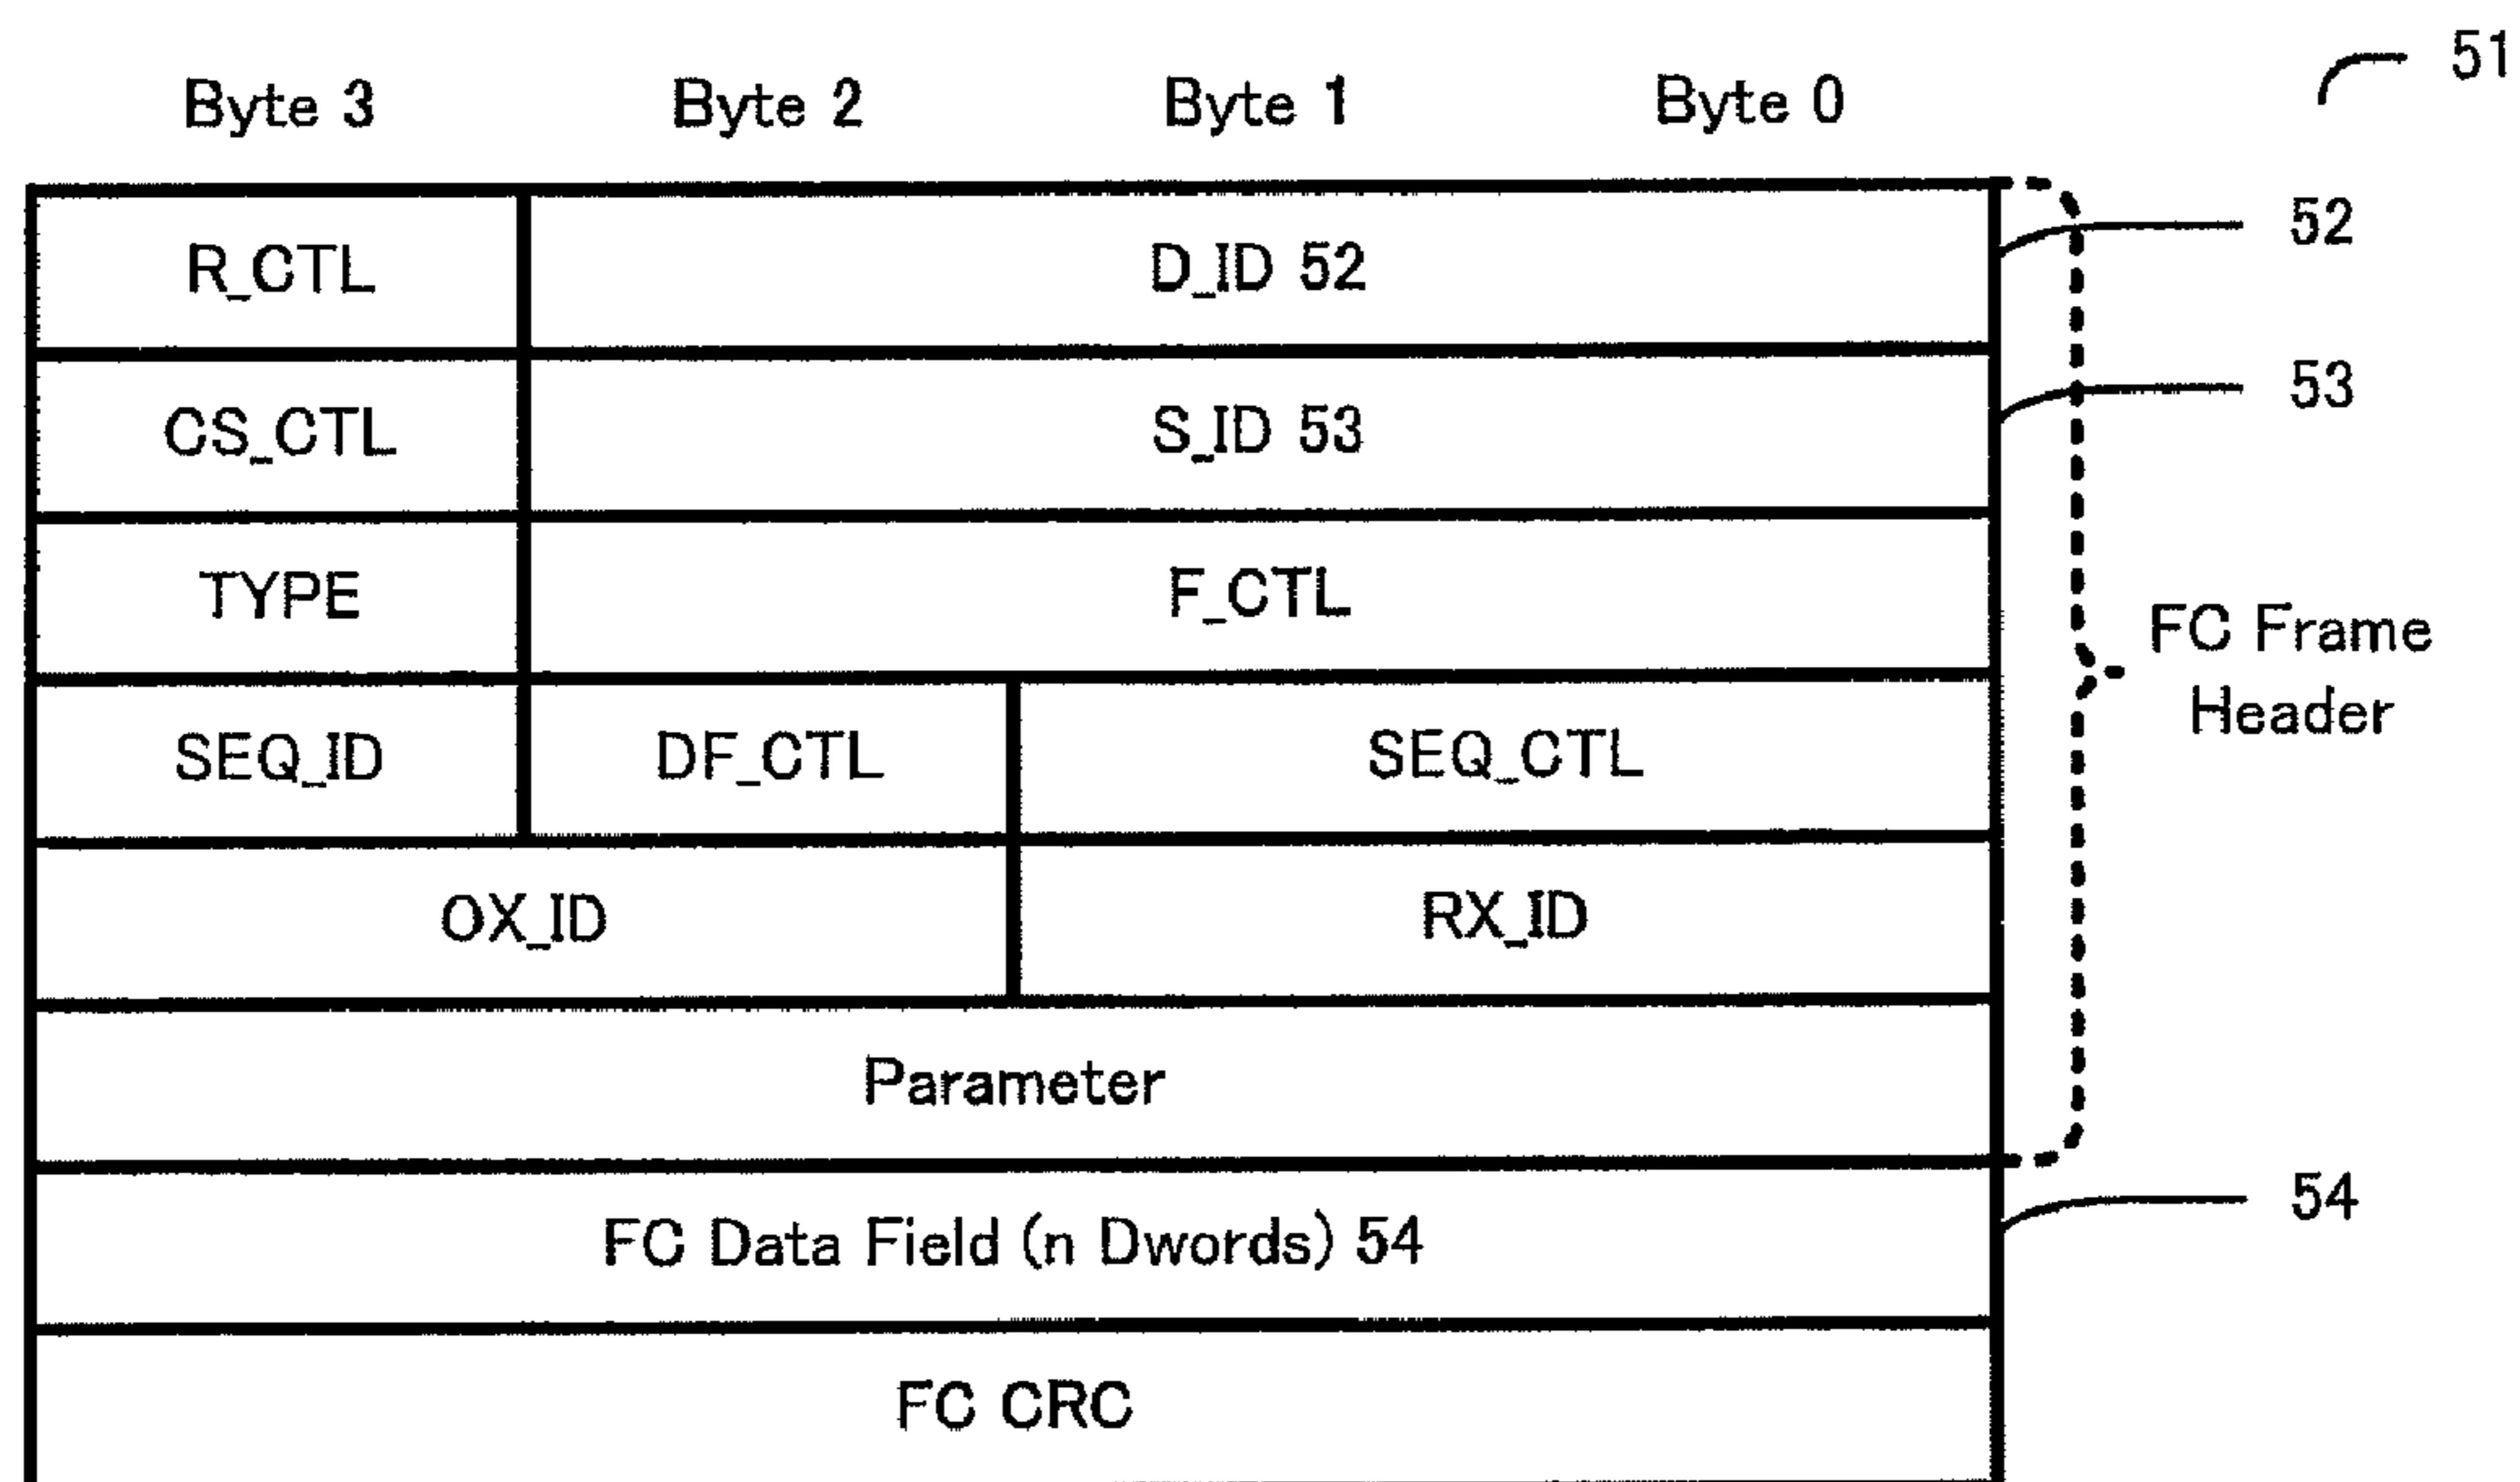 51
Byte 3 Byte 2 Byte 1 Byte 0
R_CTL D_ID 52 52
CS_CTL S_ID 53 53
TYPE F_CTL
FC Frame
Header
SEQ_ID DF_CTL SEQ_CTL
OX_ID RX_ID
Parameter
54
FC Data Field (n Dwords) 54
FC CRC